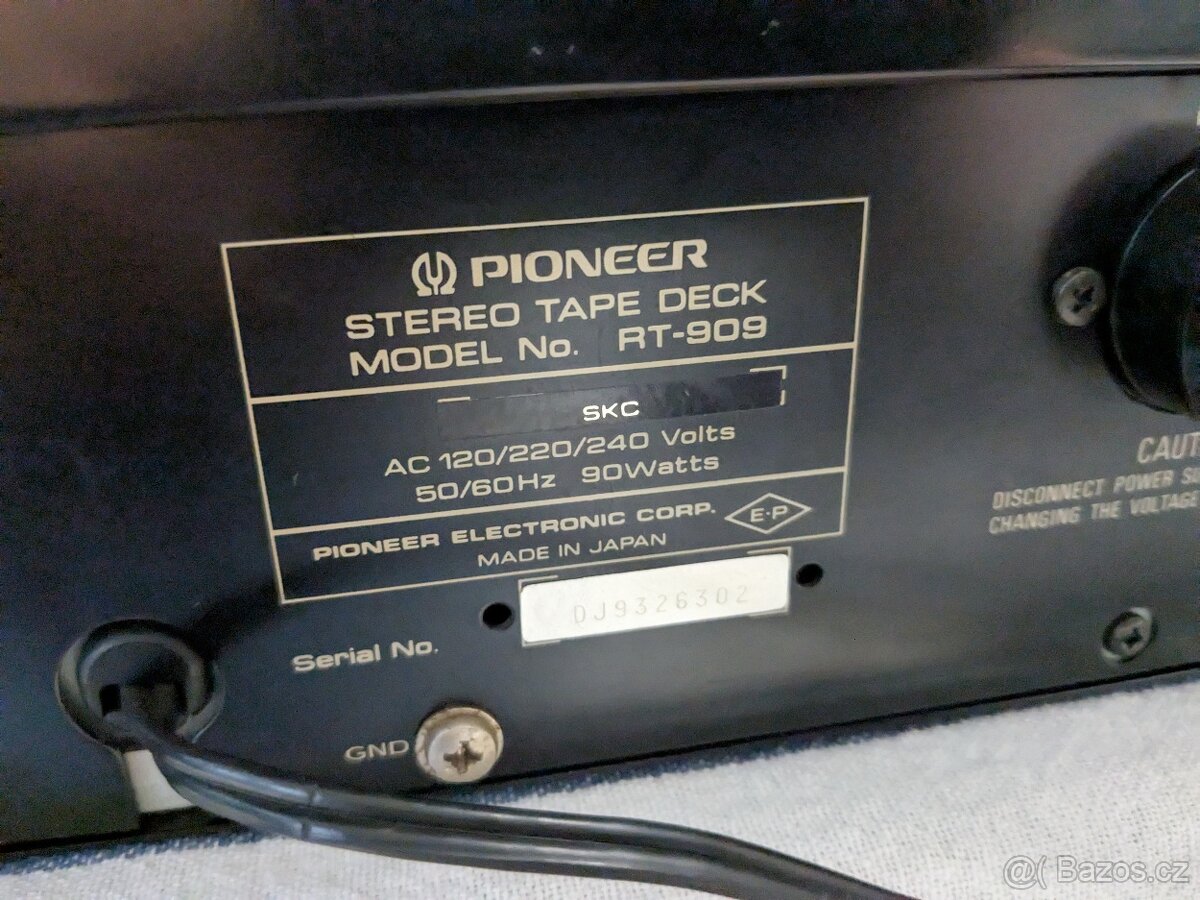 PIONEER
STEREO TAPE DECK
MODEL No. RT-909
SKC
AC 120/220/240 Volts
50/60Hz 90Watts
PIONEER ELECTRONIC CORP.
E-P
MADE IN JAPAN
Serial No.
DJ9326302
GND
DISCONNECT POWER
CHANGING THE VOLTAGE
Bazos.cz